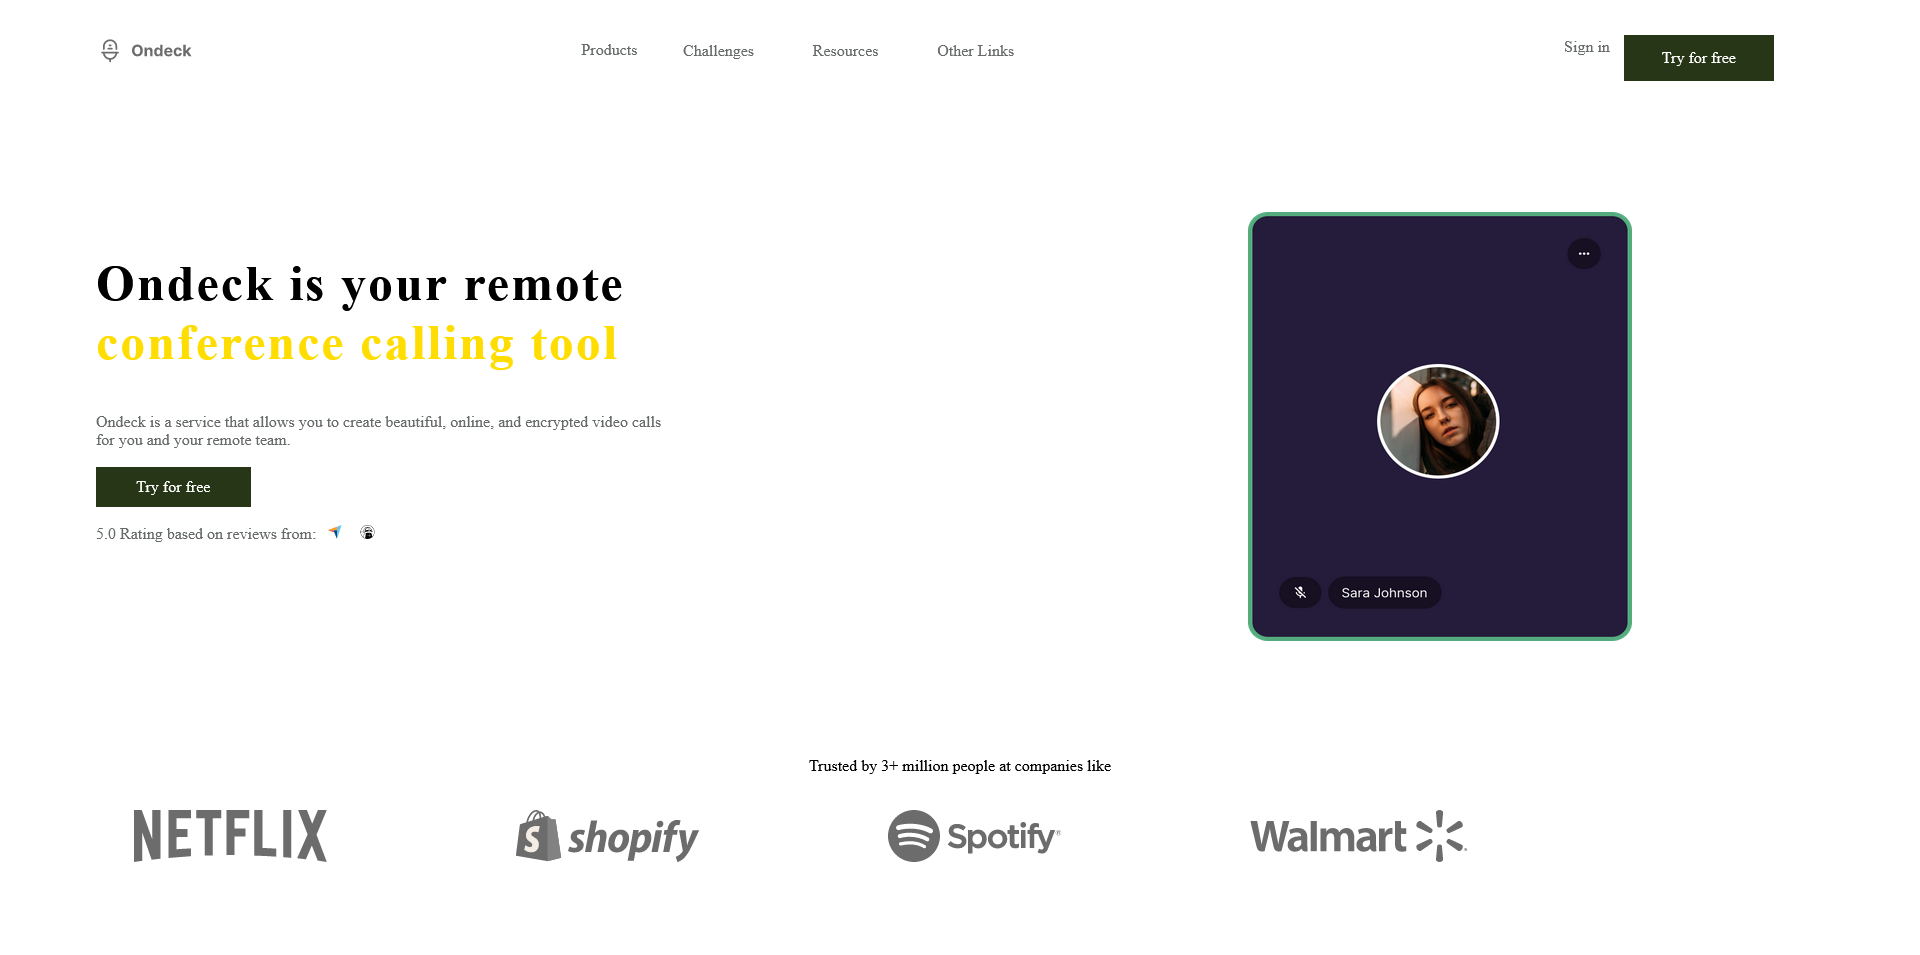 Ondeck
Products
Challenges
Resources
Other Links
Sign in
Try for free
Ondeck is your remote
conference calling tool
Ondeck is a service that allows you to create beautiful, online, and encrypted video calls
for you and your remote team.
Try for free
5.0 Rating based on reviews from:
Sara Johnson
Trusted by 3+ million people at companies like
NETFLIX
shopify
Spotify®
Walmart